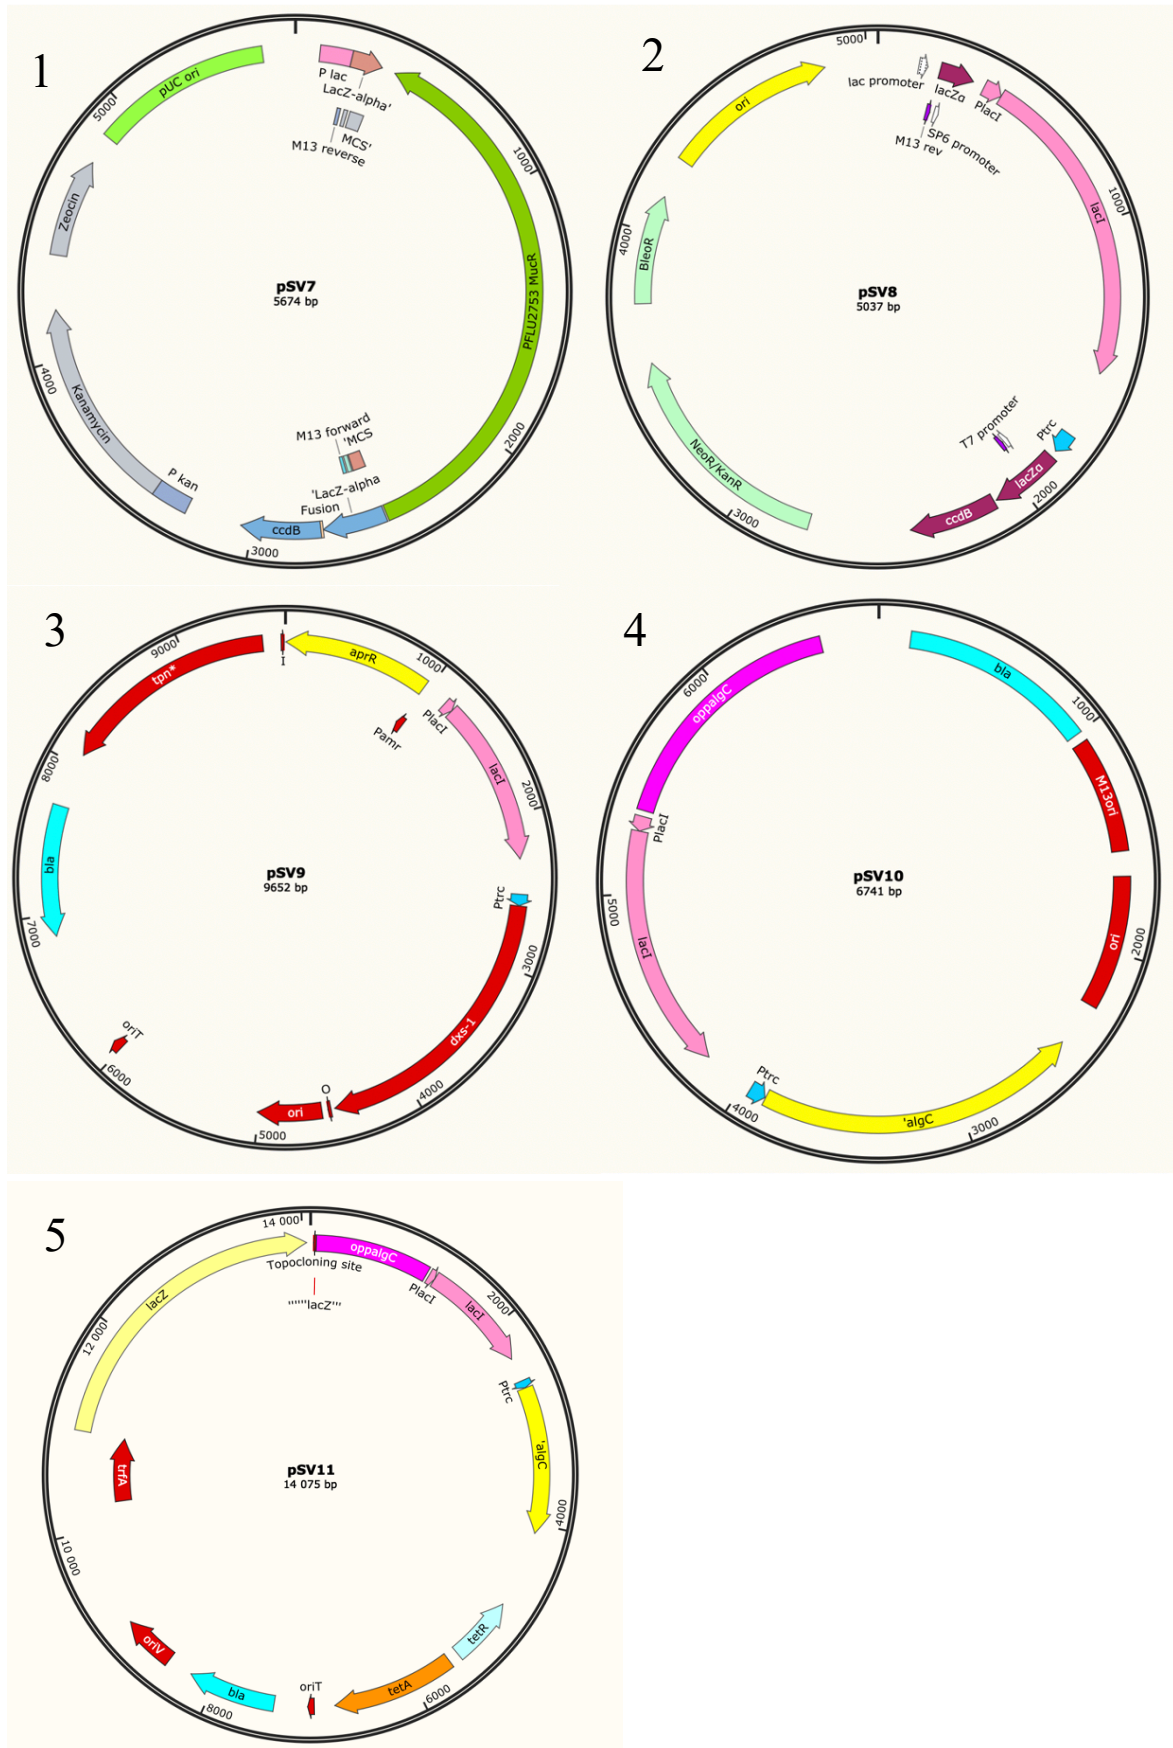 1
pUC ori
5000
P lac
LacZ-alpha'
MCS'
M13 reverse
1000
Zeocin
pSV7
5674 bp
PFLU2753 MucR
4000
Kanamycin
M13 forward
'MCS
2000
P kan
'LacZ-alpha
Fusion
ccdB
3000
2
5000
ori
lac promoter
lacZα
PlacI
M13 rev
SP6 promoter
1000
lacI
4000
BleoR
pSV8
5037 bp
T7 promoter
Ptrc
NeoR/KanR
lacZα
2000
ccdB
3000
3
9000
tpn*
I
aprR
1000
PlacI
Pamr
lacI
2000
8000
bla
pSV9
9652 bp
Ptrc
7000
3000
dxs-1
oriT
6000
O
4000
ori
5000
4
6000
oppalgC
bla
1000
M13ori
PlacI
pSV10
6741 bp
5000
lacI
ori
2000
Ptrc
4000
'algC
3000
5
14 000
oppalgC
Topocloning site
""""lacZ'''
PlacI
lacI
2000
lacZ
12 000
Ptrc
'algC
trfA
pSV11
14 075 bp
4000
10 000
oriV
tetR
oriT
tetA
bla
6000
8000